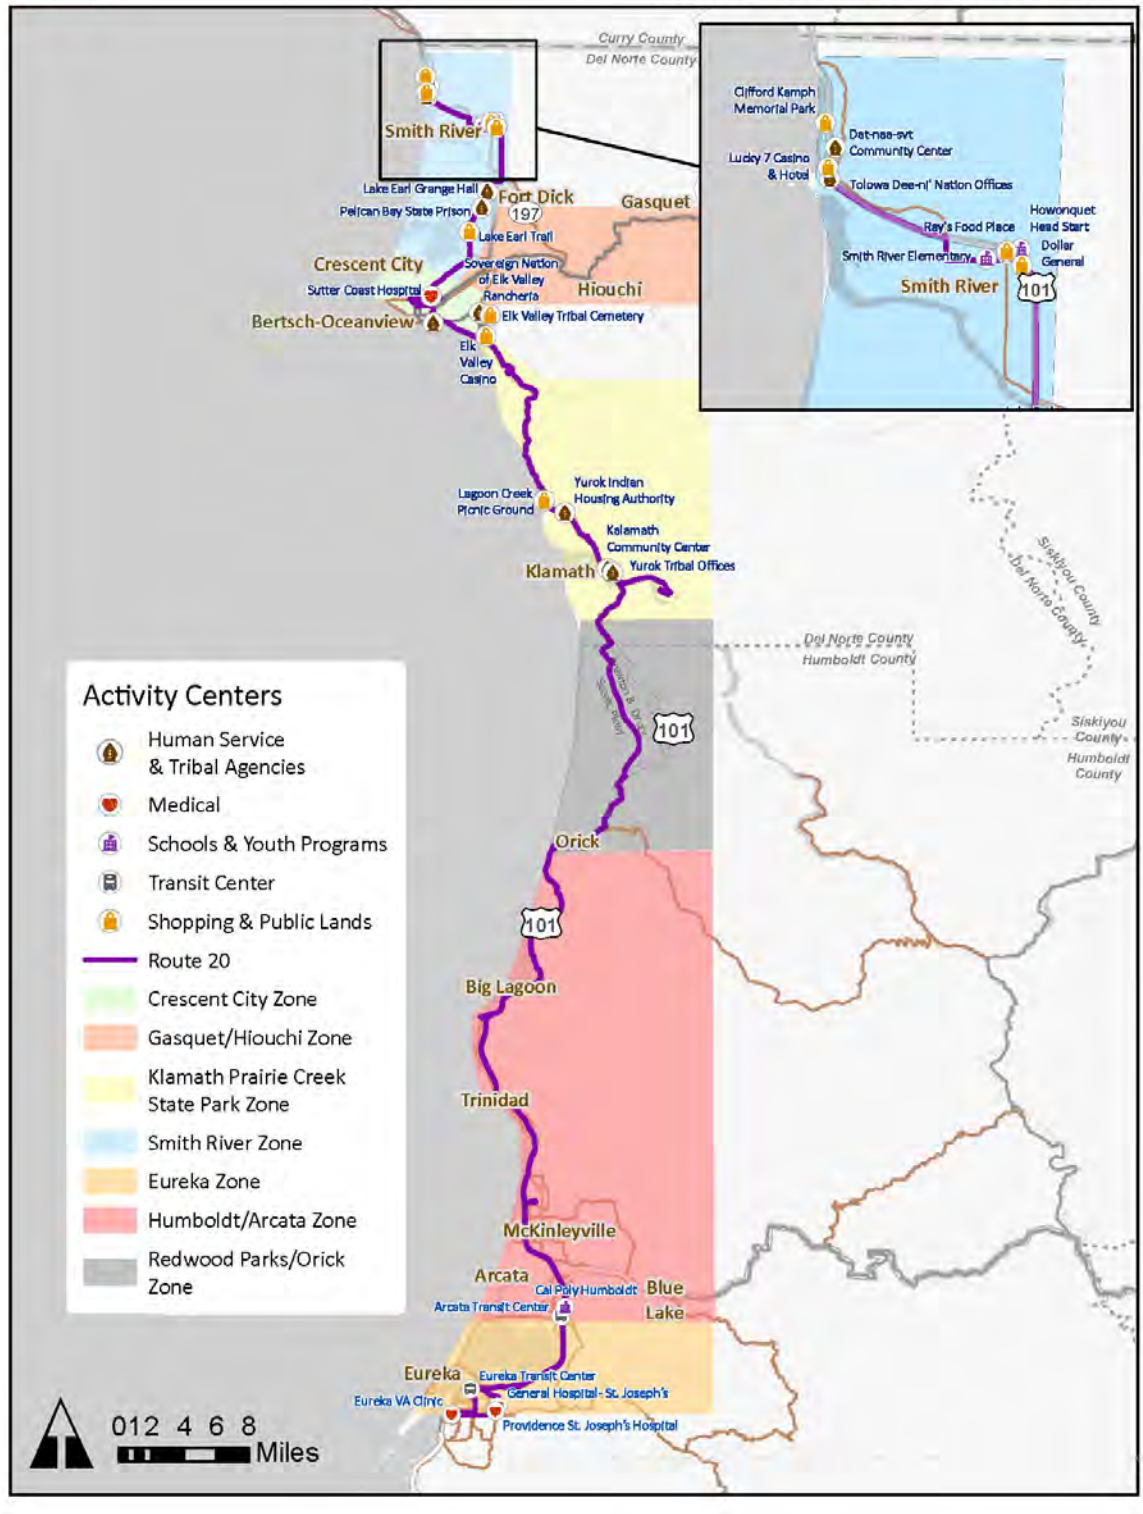 Curry County
Del Norte County
Smith River
Lake Earl Grange Hall
Fort Dick
Pelican Bay State Prison
197
Gasquet
Lake Earl Trail
Crescent City
Sovereign Nation
of Elk Valley
Rancheria
Sutter Coast Hospital
Hiouchi
Bertsch-Oceanview
Elk Valley Tribal Cemetery
Elk
Valley
Casino
Clifford Kamph
Memorial Park
Dat-naa-svt
Community Center
Lucky 7 Casino
& Hotel
Tolowa Dee-ni' Nation Offices
Howonquet
Head Start
Ray's Food Place
Dollar
General
Smith River Elementary
Smith River
101
Lagoon Creek
Picnic Ground
Yurok Indian
Housing Authority
Kalamath
Community Center
Klamath
Yurok Tribal Offices
Siskiyou County
Del Norte County
Del Norte County
Humboldt County
101
Siskiyou
County
Humboldt
County
Orick
101
Big Lagoon
Trinidad
McKinleyville
Arcata
Cal Poly Humboldt
Blue
Lake
Arcata Transit Center
Eureka
Eureka Transit Center
General Hospital- St. Joseph's
Eureka VA Clinic
Providence St. Joseph's Hospital
Activity Centers
Human Service
& Tribal Agencies
Medical
Schools & Youth Programs
Transit Center
Shopping & Public Lands
Route 20
Crescent City Zone
Gasquet/Hiouchi Zone
Klamath Prairie Creek
State Park Zone
Smith River Zone
Eureka Zone
Humboldt/Arcata Zone
Redwood Parks/Orick
Zone
012 4 6 8
Miles